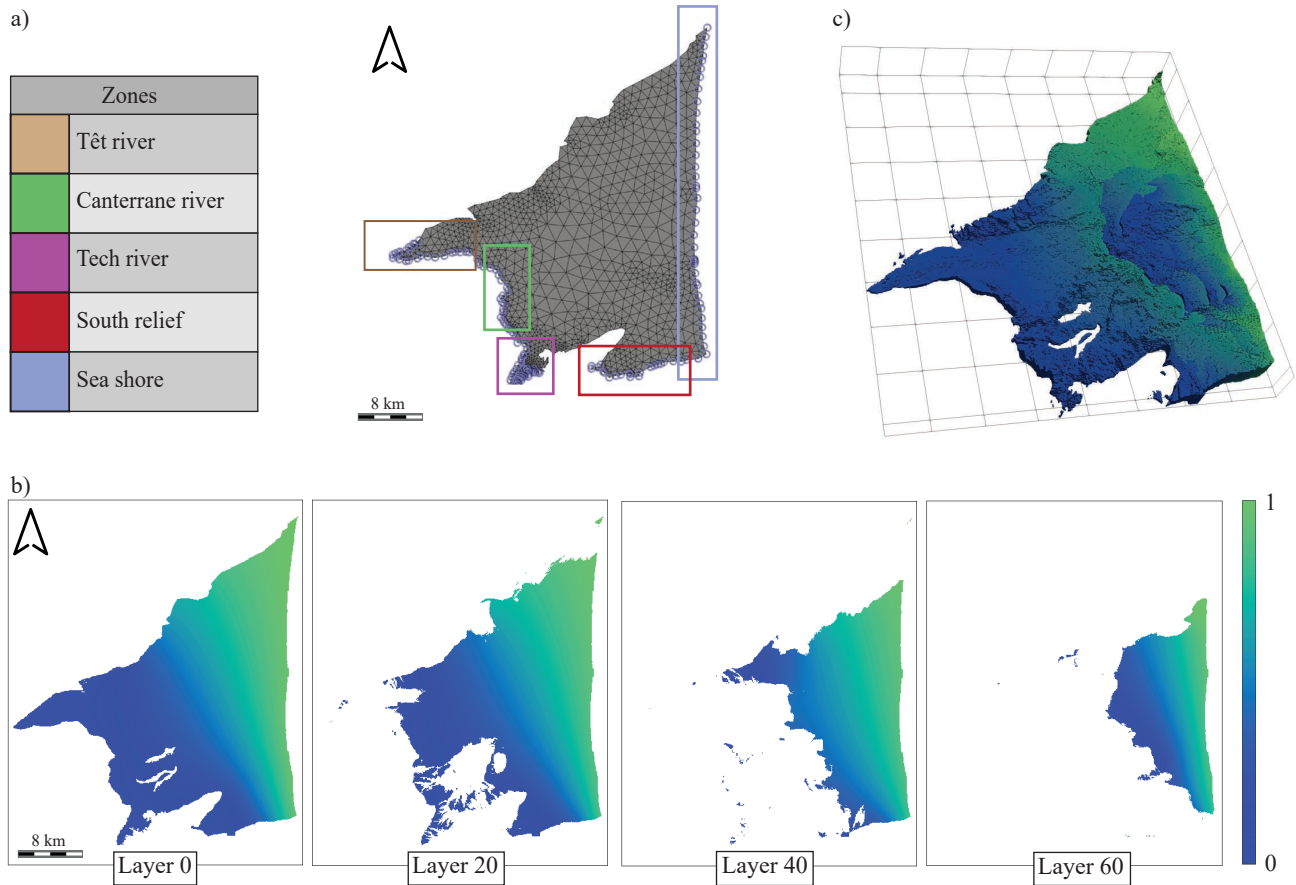 a)
c)
Zones
Têt river
Canterrane river
Tech river
South relief
Sea shore
8 km
b)
1
8 km
0
Layer 0
Layer 20
Layer 40
Layer 60